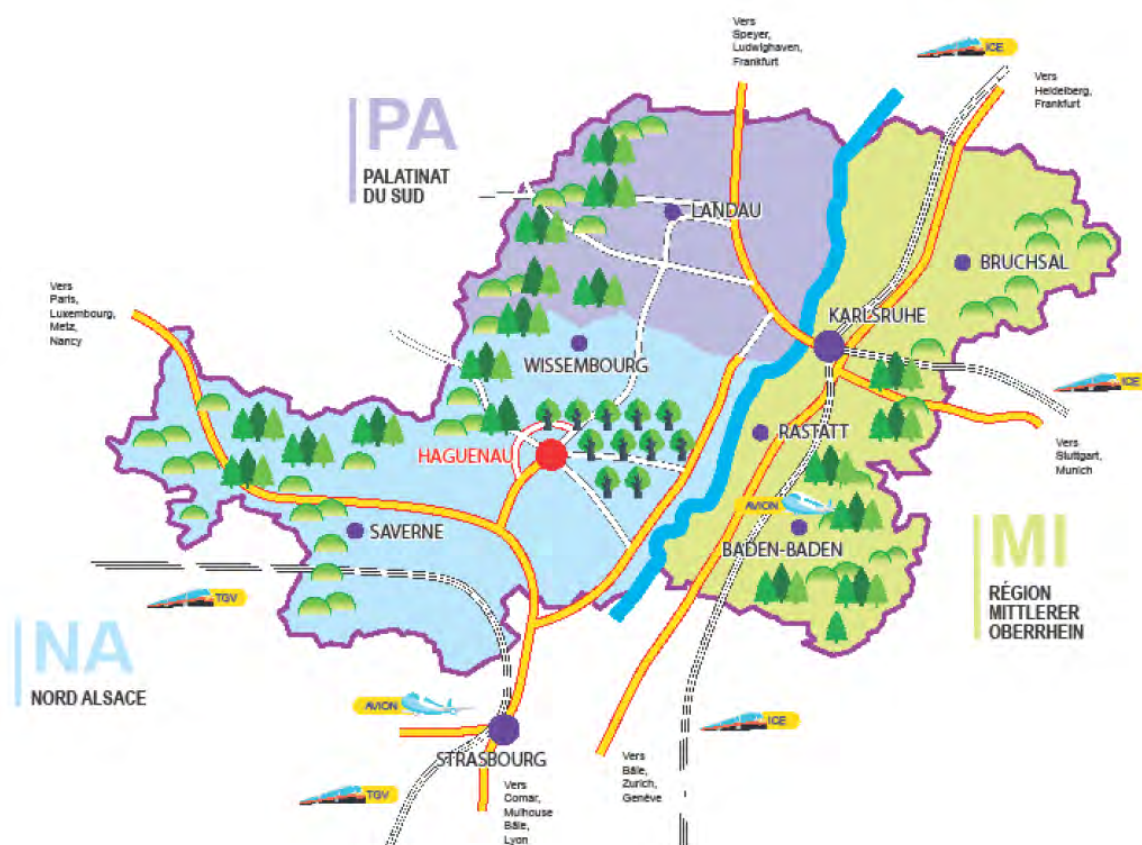 Vers
Speyer,
Ludwighaven,
Frankfurt
ICE
Vers
Heidelberg,
Frankfurt
PA
PALATINAT
DU SUD
LANDAU
BRUCHSAL
Vers
Paris,
Luxembourg,
Metz,
Nancy
KARLSRUHE
WISSEMBOURG
ICE
RASTATT
HAGUENAU
Vers
Stuttgart,
Munich
AVION
SAVERNE
BADEN-BADEN
MI
RÉGION
MITTLERER
OBERRHEIN
TGV
NA
NORD ALSACE
AVION
ICE
STRASBOURG
Vers
Bâle,
Zurich,
Genève
TGV
Vers
Comar,
Mulhouse
Bâle,
Lyon